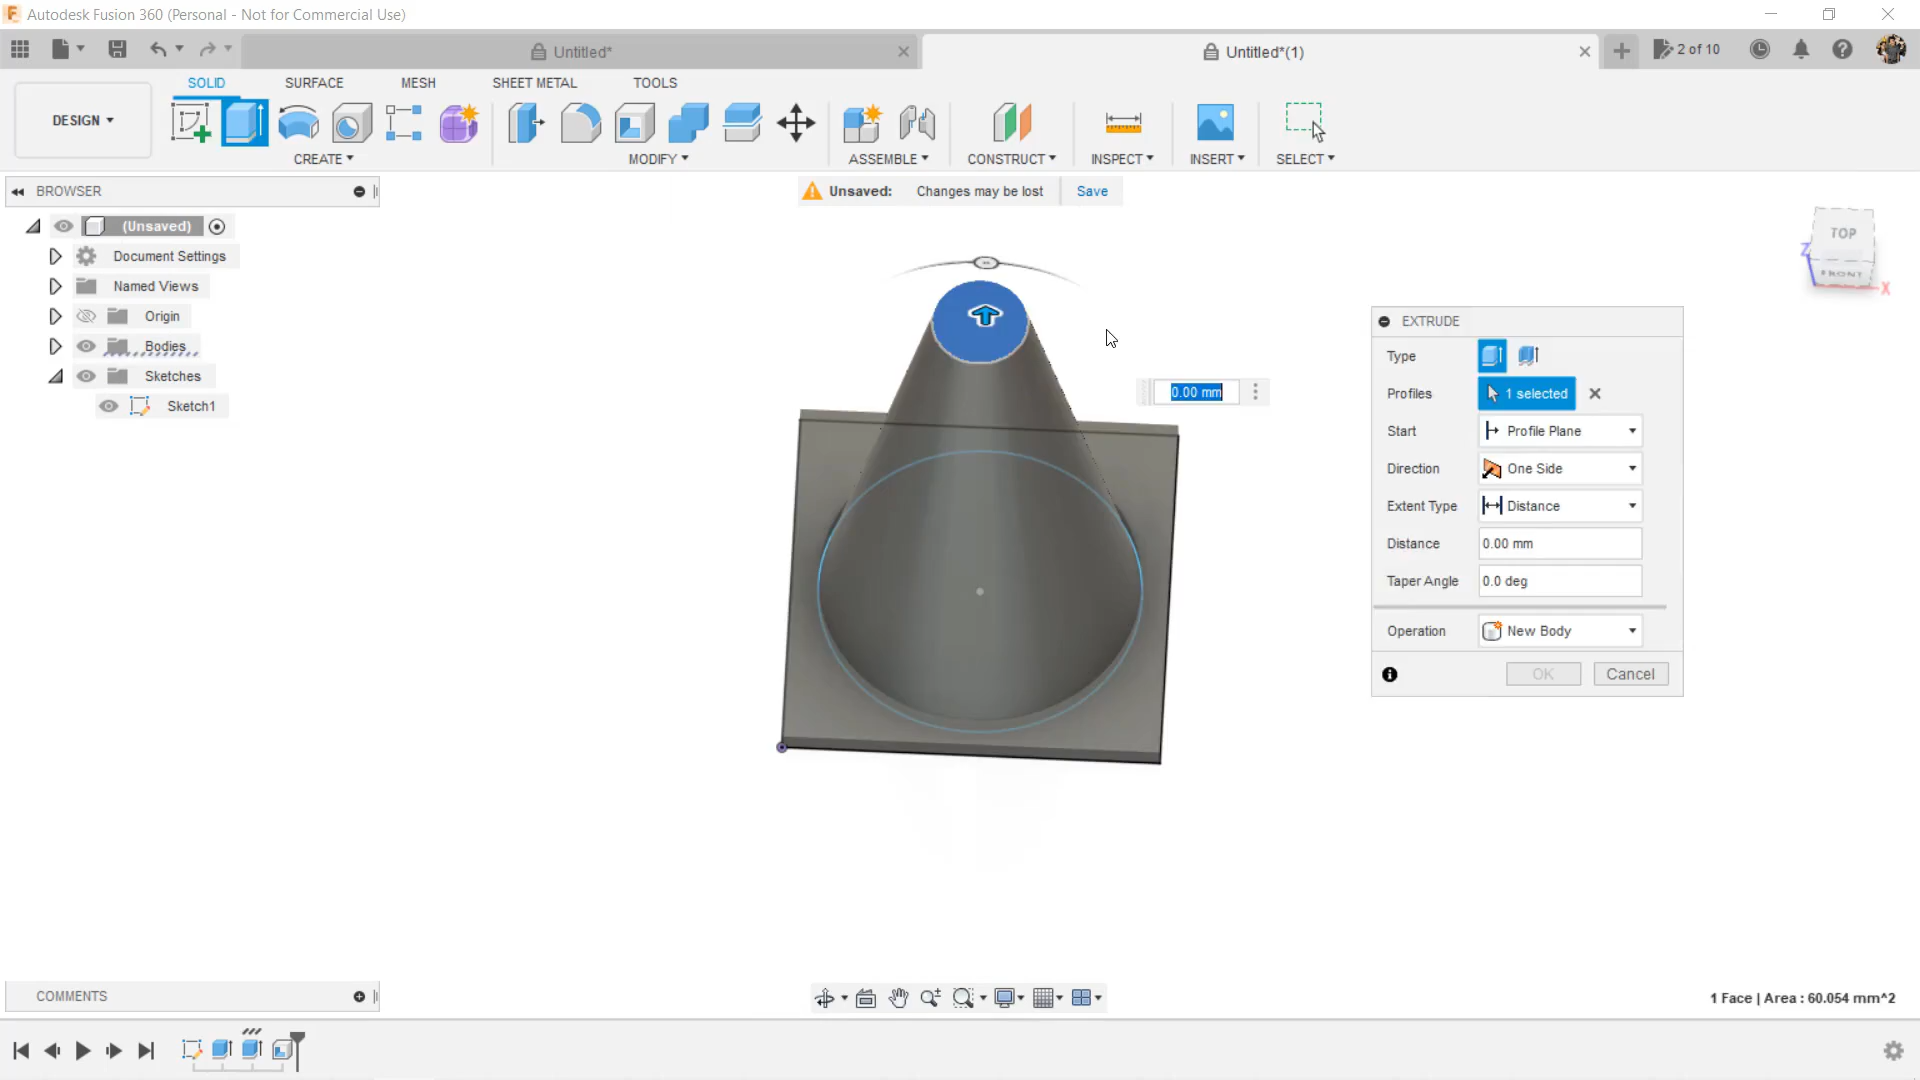 Autodesk Fusion 360 (Personal - Not for Commercial Use)
Untitled*
Untitled*(1)
2 of 10
SOLID
SURFACE
MESH
SHEET METAL
TOOLS
DESIGN
CREATE
MODIFY
ASSEMBLE
CONSTRUCT
INSPECT
INSERT
SELECT
BROWSER
Unsaved: Changes may be lost Save
(Unsaved)
Document Settings
Named Views
Origin
Bodies
Sketches
Sketch1
TOP
FRONT
Z
X
0.00 mm
EXTRUDE
Type
Profiles 1 selected
Start Profile Plane
Direction One Side
Extent Type Distance
Distance 0.00 mm
Taper Angle 0.0 deg
Operation New Body
OK Cancel
COMMENTS
1 Face | Area : 60.054 mm^2